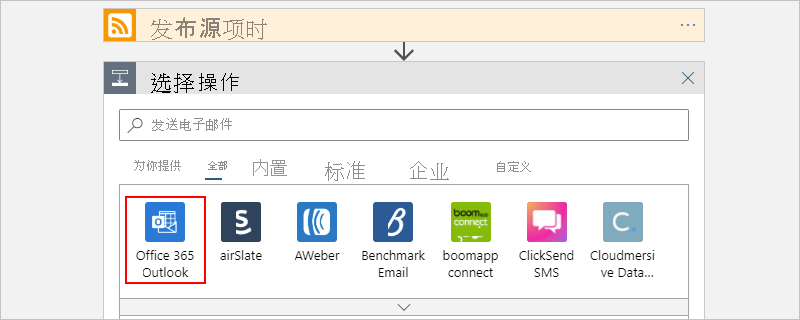 发布源项时
选择操作
发送电子邮件
为你提供 全部 内置 标准 企业 自定义
Office 365 Outlook
airSlate
AWeber
Benchmark Email
boomapp connect
ClickSend SMS
Cloudmersive Data...